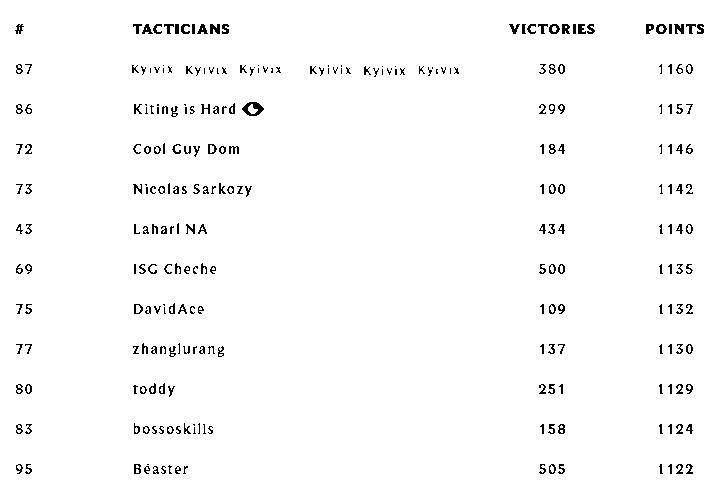 # TACTICIANS VICTORIES POINTS
87 Kyivix Kyivix Kyivix Kyivix Kyivix Kyivix 380 1160
86 Kiting is Hard 299 1157
72 Cool Guy Dom 184 1146
73 Nicolas Sarkozy 100 1142
43 Laharl NA 434 1140
69 ISG Cheche 500 1135
75 DavidAce 109 1132
77 zhanglurang 137 1130
80 toddy 251 1129
83 bossoskills 158 1124
95 Béaster 505 1122